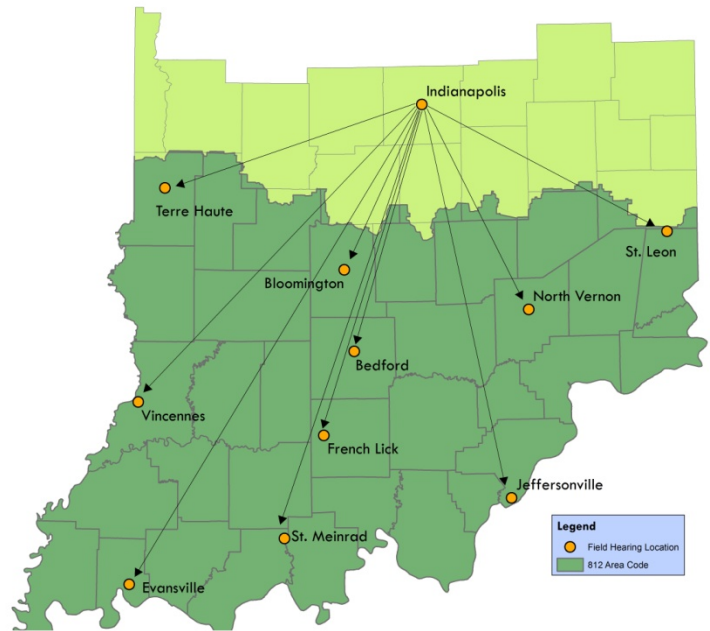 Indianapolis
Terre Haute
St. Leon
Bloomington
North Vernon
Bedford
Vincennes
French Lick
Jeffersonville
St. Meinrad
Evansville
Legend
Field Hearing Location
812 Area Code